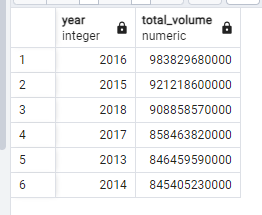 year total_volume
integer numeric
1 2016 983829680000
2 2015 921218600000
3 2018 908858570000
4 2017 858463820000
5 2013 846459590000
6 2014 845405230000